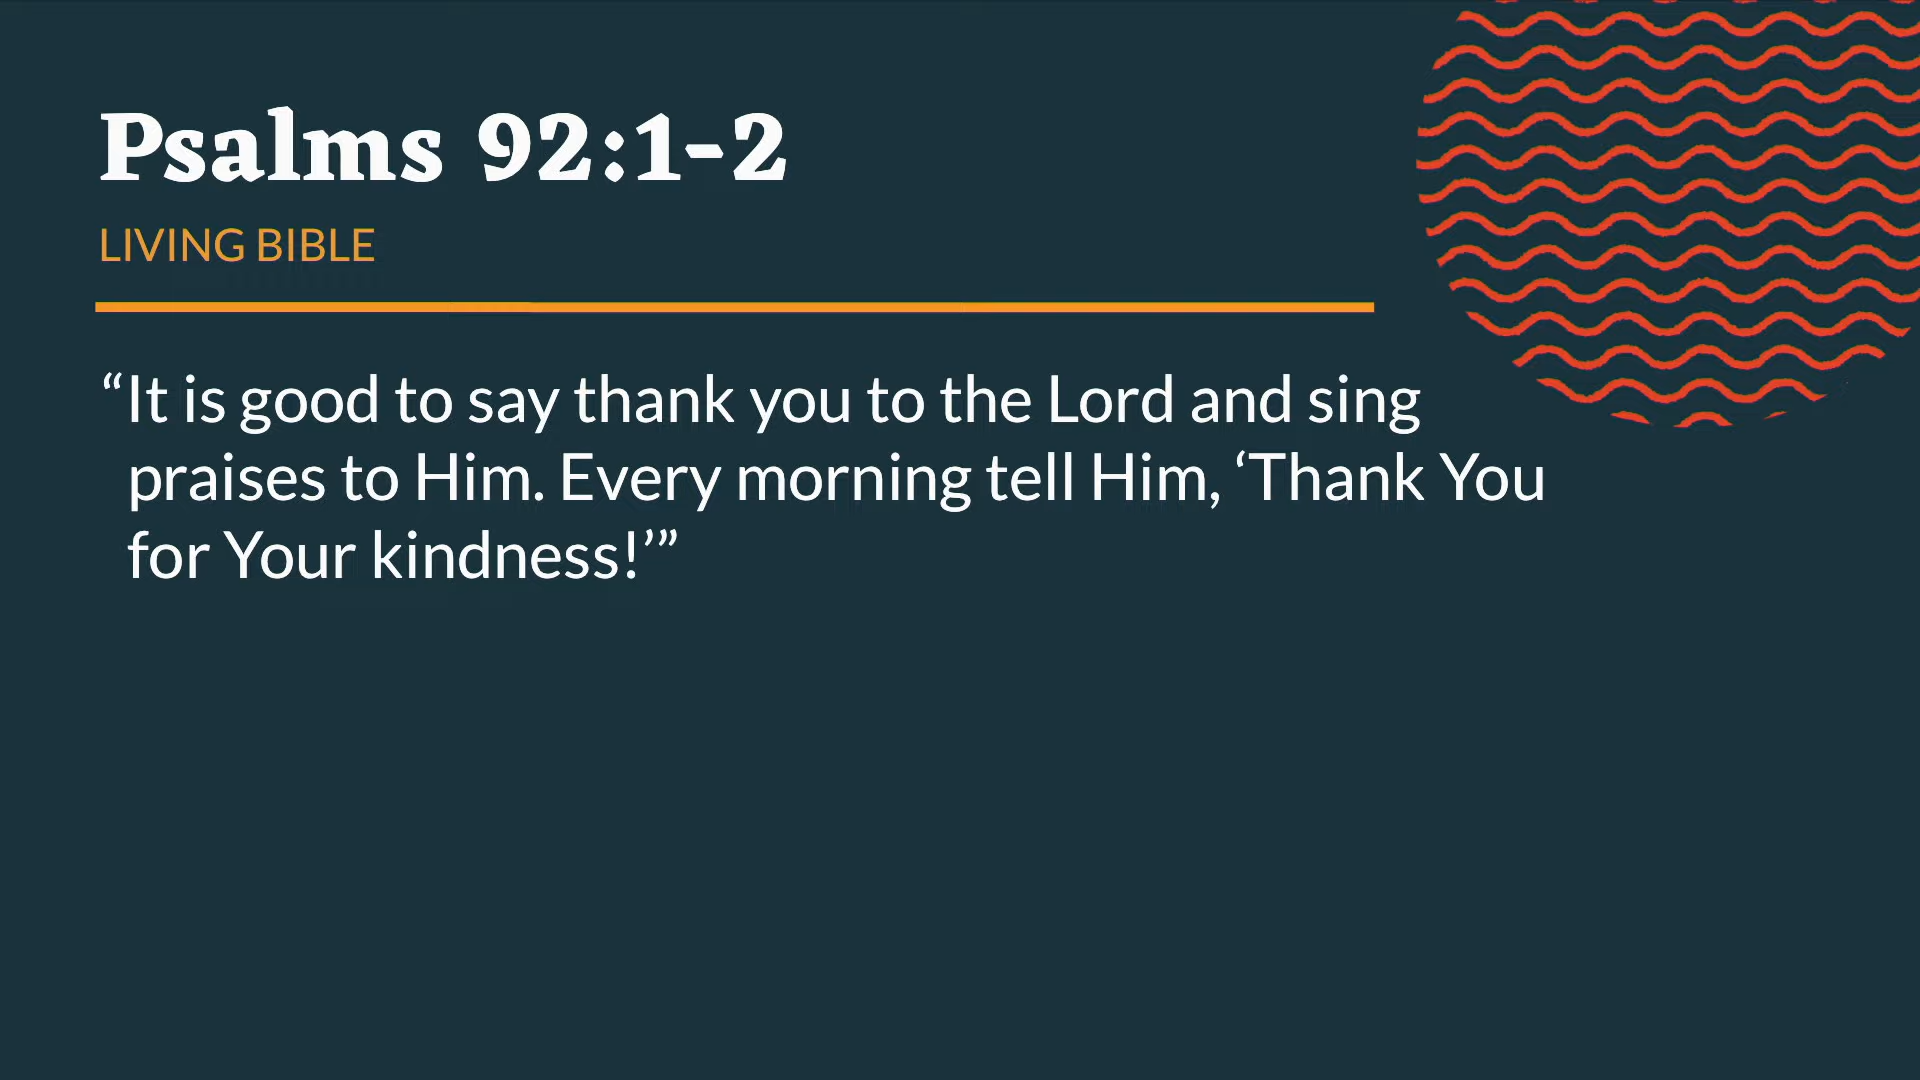 Psalms 92:1-2
LIVING BIBLE
“It is good to say thank you to the Lord and sing
praises to Him. Every morning tell Him, ‘Thank You
for Your kindness!’”